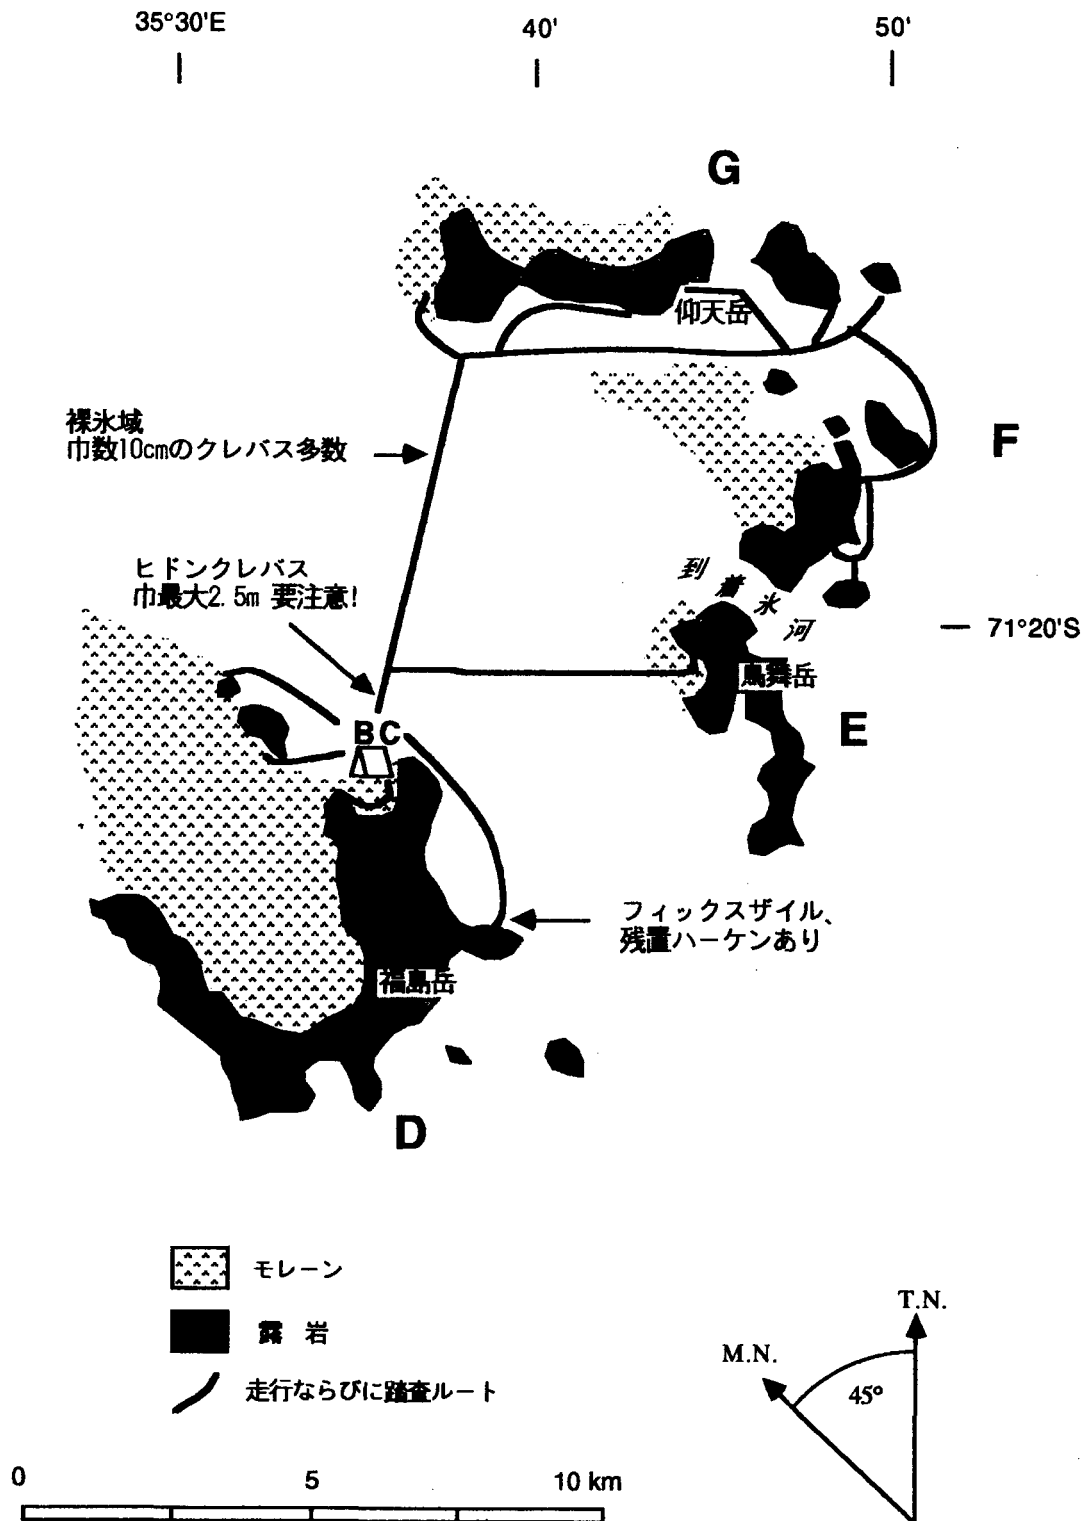 35°30'E 40' 50'
G
仰天岳
裸氷域
巾数10cmのクレバス多数
F
ヒドンクレバス
巾最大2.5m 要注意!
到着氷河
71°20'S
鳥舞岳
E
BC
フィックスザイル、
残置ハーケンあり
福島岳
D
モレーン
露 岩
走行ならびに踏査ルート
T.N.
M.N.
45°
0 5 10 km